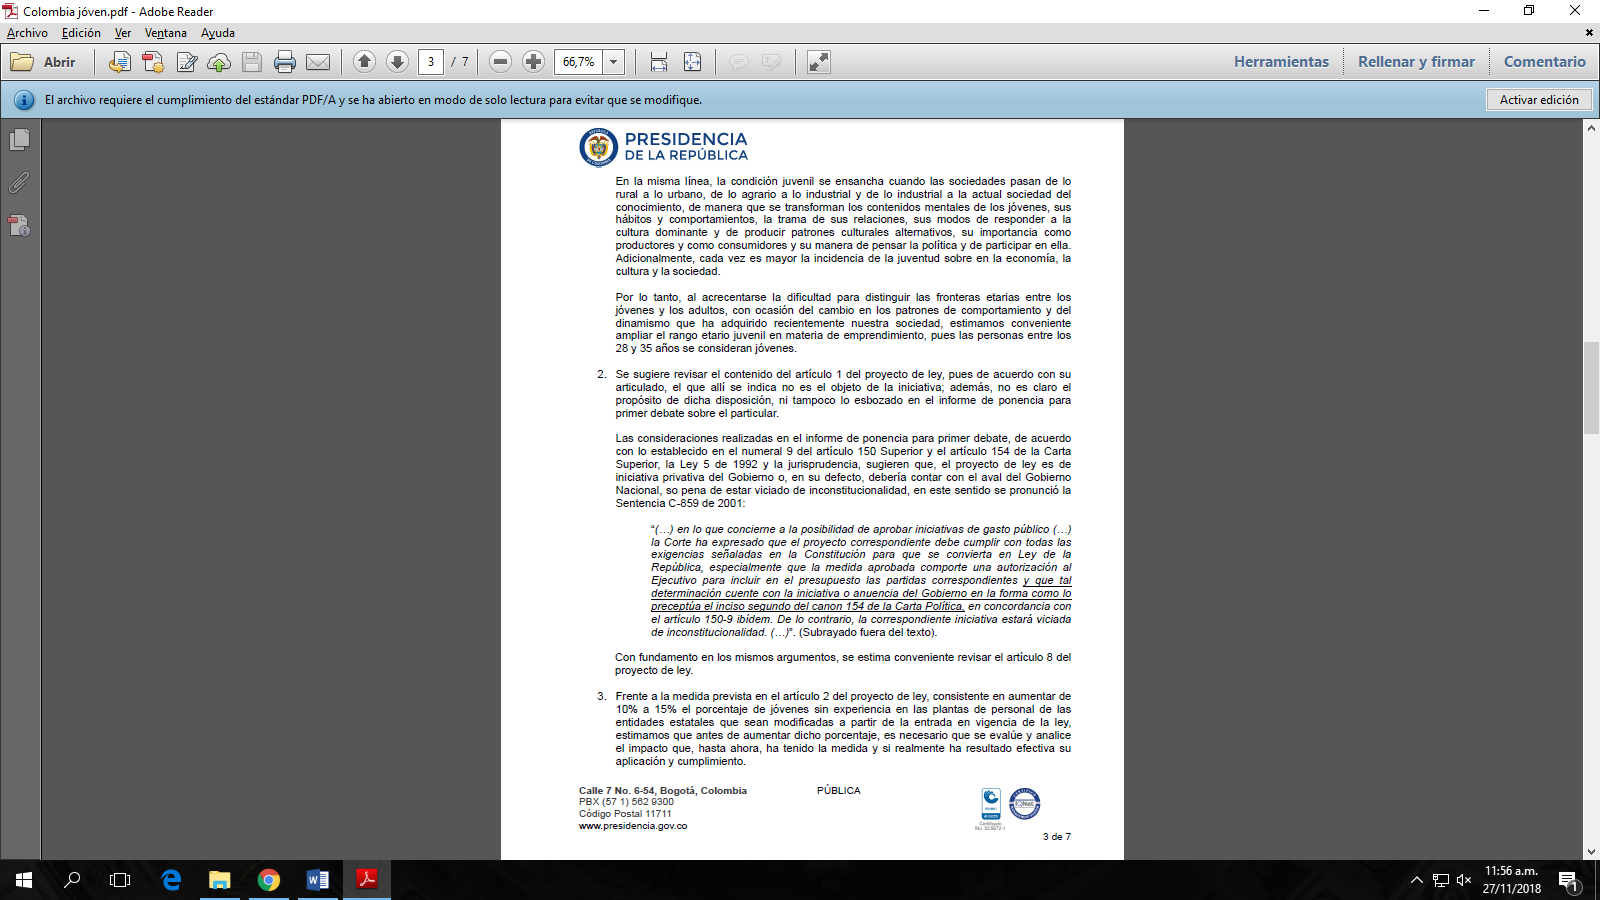 Colombia jóven.pdf - Adobe Reader
Archivo Edición Ver Ventana Ayuda
Abrir 3 / 7 66,7% Herramientas Rellenar y firmar Comentario
El archivo requiere el cumplimiento del estándar PDF/A y se ha abierto en modo de solo lectura para evitar que se modifique. Activar edición
PRESIDENCIA
DE LA REPÚBLICA
En la misma línea, la condición juvenil se ensancha cuando las sociedades pasan de lo
rural a lo urbano, de lo agrario a lo industrial y de lo industrial a la actual sociedad del
conocimiento, de manera que se transforman los contenidos mentales de los jóvenes, sus
hábitos y comportamientos, la trama de sus relaciones, sus modos de responder a la
cultura dominante y de producir patrones culturales alternativos, su importancia como
productores y como consumidores y su manera de pensar la política y de participar en ella.
Adicionalmente, cada vez es mayor la incidencia de la juventud sobre en la economía, la
cultura y la sociedad.
Por lo tanto, al acrecentarse la dificultad para distinguir las fronteras etarias entre los
jóvenes y los adultos, con ocasión del cambio en los patrones de comportamiento y del
dinamismo que ha adquirido recientemente nuestra sociedad, estimamos conveniente
ampliar el rango etario juvenil en materia de emprendimiento, pues las personas entre los
28 y 35 años se consideran jóvenes.
2. Se sugiere revisar el contenido del artículo 1 del proyecto de ley, pues de acuerdo con su
articulado, el que allí se indica no es el objeto de la iniciativa; además, no es claro el
propósito de dicha disposición, ni tampoco lo esbozado en el informe de ponencia para
primer debate sobre el particular.
Las consideraciones realizadas en el informe de ponencia para primer debate, de acuerdo
con lo establecido en el numeral 9 del artículo 150 Superior y el artículo 154 de la Carta
Superior, la Ley 5 de 1992 y la jurisprudencia, sugieren que, el proyecto de ley es de
iniciativa privativa del Gobierno o, en su defecto, debería contar con el aval del Gobierno
Nacional, so pena de estar viciado de inconstitucionalidad, en este sentido se pronunció la
Sentencia C-859 de 2001:
“(…) en lo que concierne a la posibilidad de aprobar iniciativas de gasto público (…)
la Corte ha expresado que el proyecto correspondiente debe cumplir con todas las
exigencias señaladas en la Constitución para que se convierta en Ley de la
República, especialmente que la medida aprobada comporte una autorización al
Ejecutivo para incluir en el presupuesto las partidas correspondientes y que tal
determinación cuente con la iniciativa o anuencia del Gobierno en la forma como lo
preceptúa el inciso segundo del canon 154 de la Carta Política, en concordancia con
el artículo 150-9 ibídem. De lo contrario, la correspondiente iniciativa estará viciada
de inconstitucionalidad. (…)”. (Subrayado fuera del texto).
Con fundamento en los mismos argumentos, se estima conveniente revisar el artículo 8 del
proyecto de ley.
3. Frente a la medida prevista en el artículo 2 del proyecto de ley, consistente en aumentar de
10% a 15% el porcentaje de jóvenes sin experiencia en las plantas de personal de las
entidades estatales que sean modificadas a partir de la entrada en vigencia de la ley,
estimamos que antes de aumentar dicho porcentaje, es necesario que se evalúe y analice
el impacto que, hasta ahora, ha tenido la medida y si realmente ha resultado efectiva su
aplicación y cumplimiento.
Calle 7 No. 6-54, Bogotá, Colombia PÚBLICA
PBX (57 1) 562 9300
Código Postal 11711
www.presidencia.gov.co
Certificado
No. SC5672-1
IQNet
3 de 7
11:56 a.m.
27/11/2018
1